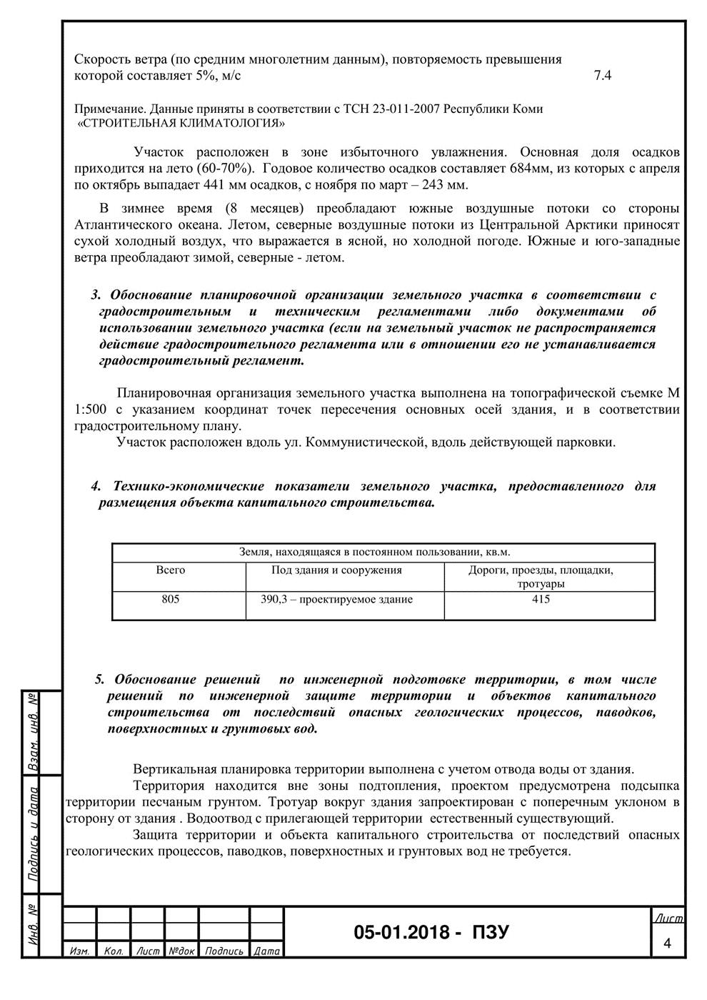 Скорость ветра (по средним многолетним данным), повторяемость превышения
которой составляет 5%, м/с 7.4
Примечание. Данные приняты в соответствии с ТСН 23-011-2007 Республики Коми
«СТРОИТЕЛЬНАЯ КЛИМАТОЛОГИЯ»
Участок расположен в зоне избыточного увлажнения. Основная доля осадков
приходится на лето (60-70%). Годовое количество осадков составляет 684мм, из которых с апреля
по октябрь выпадает 441 мм осадков, с ноября по март – 243 мм.
В зимнее время (8 месяцев) преобладают южные воздушные потоки со стороны
Атлантического океана. Летом, северные воздушные потоки из Центральной Арктики приносят
сухой холодный воздух, что выражается в ясной, но холодной погоде. Южные и юго-западные
ветра преобладают зимой, северные - летом.
3. Обоснование планировочной организации земельного участка в соответствии с
градостроительным и техническим регламентами либо документами об
использовании земельного участка (если на земельный участок не распространяется
действие градостроительного регламента или в отношении его не устанавливается
градостроительный регламент.
Планировочная организация земельного участка выполнена на топографической съемке М
1:500 с указанием координат точек пересечения основных осей здания, и в соответствии
градостроительному плану.
Участок расположен вдоль ул. Коммунистической, вдоль действующей парковки.
4. Технико-экономические показатели земельного участка, предоставленного для
размещения объекта капитального строительства.
Земля, находящаяся в постоянном пользовании, кв.м.
Всего Под здания и сооружения Дороги, проезды, площадки,
тротуары
805 390,3 – проектируемое здание 415
5. Обоснование решений по инженерной подготовке территории, в том числе
решений по инженерной защите территории и объектов капитального
строительства от последствий опасных геологических процессов, паводков,
поверхностных и грунтовых вод.
Вертикальная планировка территории выполнена с учетом отвода воды от здания.
Территория находится вне зоны подтопления, проектом предусмотрена подсыпка
территории песчаным грунтом. Тротуар вокруг здания запроектирован с поперечным уклоном в
сторону от здания . Водоотвод с прилегающей территории естественный существующий.
Защита территории и объекта капитального строительства от последствий опасных
геологических процессов, паводков, поверхностных и грунтовых вод не требуется.
Взам. инв. №
Подпись и дата
Инв. №
Изм. Кол. Лист №док Подпись Дата
05-01.2018 - ПЗУ
Лист
4